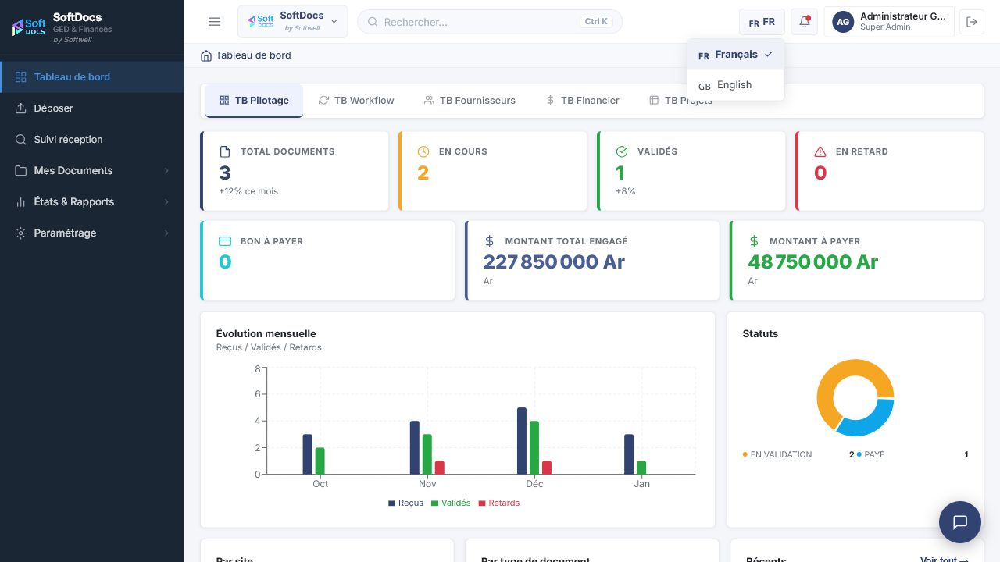 SoftDocs
GED & Finances
by Softwell
Soft
DOCS
Tableau de bord
Déposer
Suivi réception
Mes Documents
États & Rapports
Paramétrage
Soft
DOCS
SoftDocs
by Softwell
Rechercher...
Ctrl K
FR FR
AG
Administrateur G...
Super Admin
FR Français
GB English
Tableau de bord
TB Pilotage
TB Workflow
TB Fournisseurs
TB Financier
TB Projets
TOTAL DOCUMENTS
3
+12% ce mois
EN COURS
2
VALIDÉS
1
+8%
EN RETARD
0
BON À PAYER
0
MONTANT TOTAL ENGAGÉ
227 850 000 Ar
Ar
MONTANT À PAYER
48 750 000 Ar
Ar
Évolution mensuelle
Reçus / Validés / Retards
8
6
4
2
0
Oct
Nov
Déc
Jan
Reçus
Validés
Retards
Statuts
EN VALIDATION 2
PAYÉ 1
Par site
Par type de document
Récents
Voir tout →